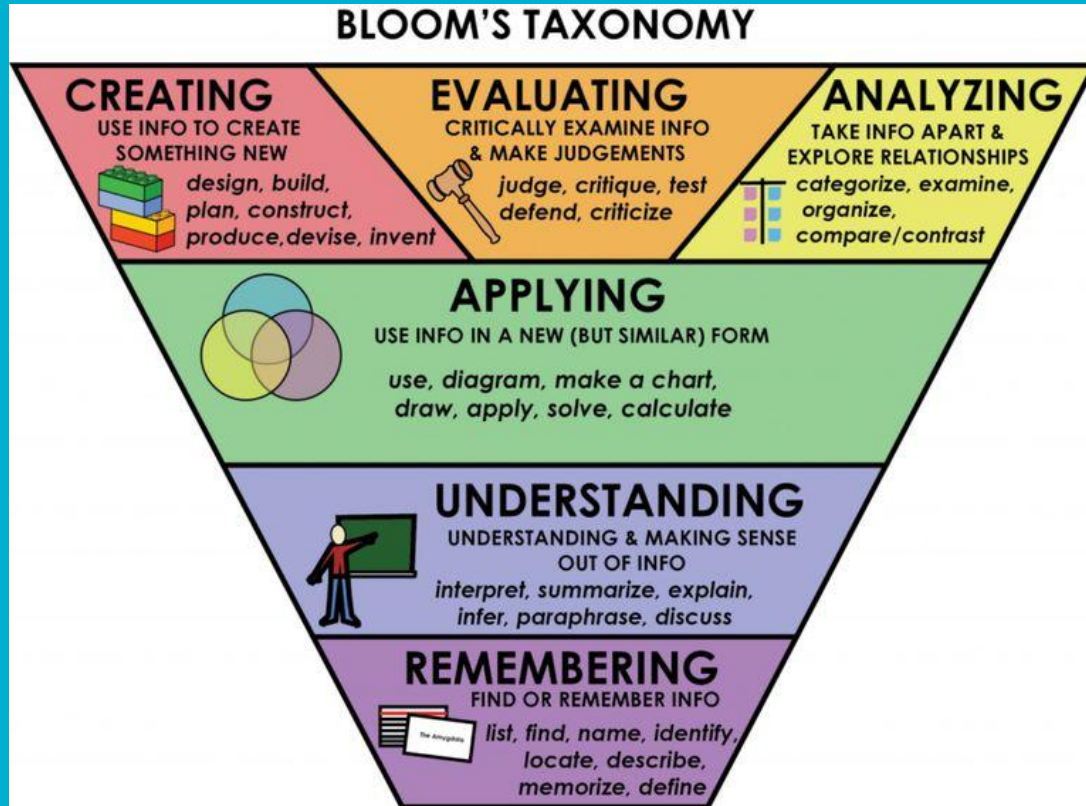 BLOOM'S TAXONOMY
CREATING
USE INFO TO CREATE
SOMETHING NEW
design, build,
plan, construct,
produce,devise, invent
EVALUATING
CRITICALLY EXAMINE INFO
& MAKE JUDGEMENTS
judge, critique, test
defend, criticize
ANALYZING
TAKE INFO APART &
EXPLORE RELATIONSHIPS
categorize, examine,
organize,
compare/contrast
APPLYING
USE INFO IN A NEW (BUT SIMILAR) FORM
use, diagram, make a chart,
draw, apply, solve, calculate
UNDERSTANDING
UNDERSTANDING & MAKING SENSE
OUT OF INFO
interpret, summarize, explain,
infer, paraphrase, discuss
REMEMBERING
FIND OR REMEMBER INFO
The Amygdala
list, find, name, identify,
locate, describe,
memorize, define